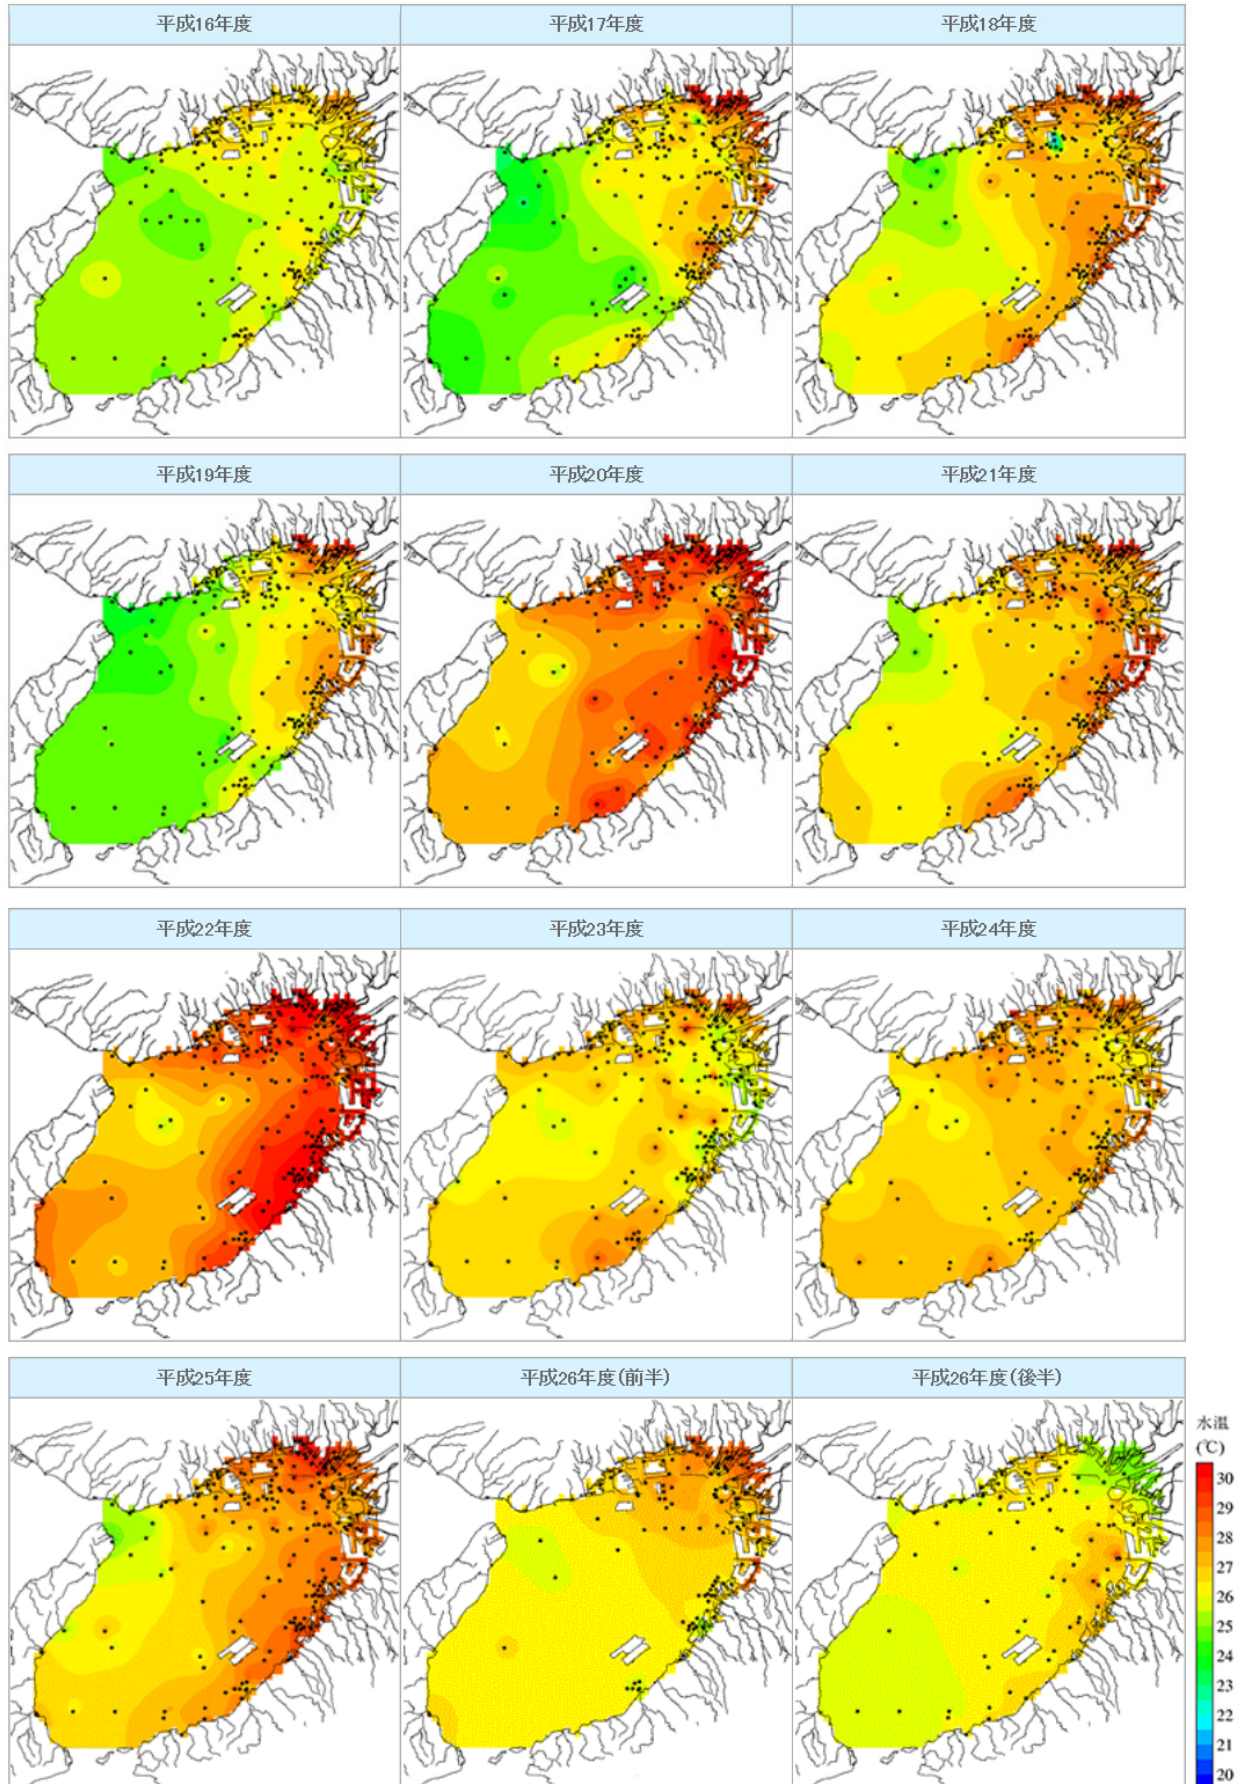 平成16年度
平成17年度
平成18年度
平成19年度
平成20年度
平成21年度
平成22年度
平成23年度
平成24年度
平成25年度
平成26年度(前半)
平成26年度(後半)
水温
(℃)
30
29
28
27
26
25
24
23
22
21
20